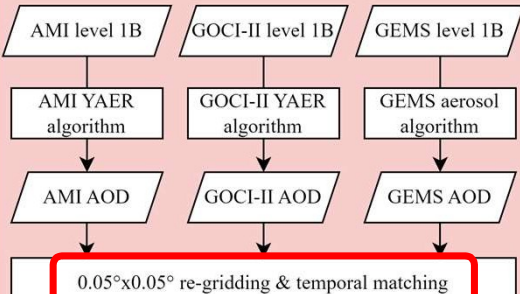 AMI level 1B
GOCI-II level 1B
GEMS level 1B
AMI YAER
algorithm
GOCI-II YAER
algorithm
GEMS aerosol
algorithm
AMI AOD
GOCI-II AOD
GEMS AOD
0.05°x0.05° re-gridding & temporal matching